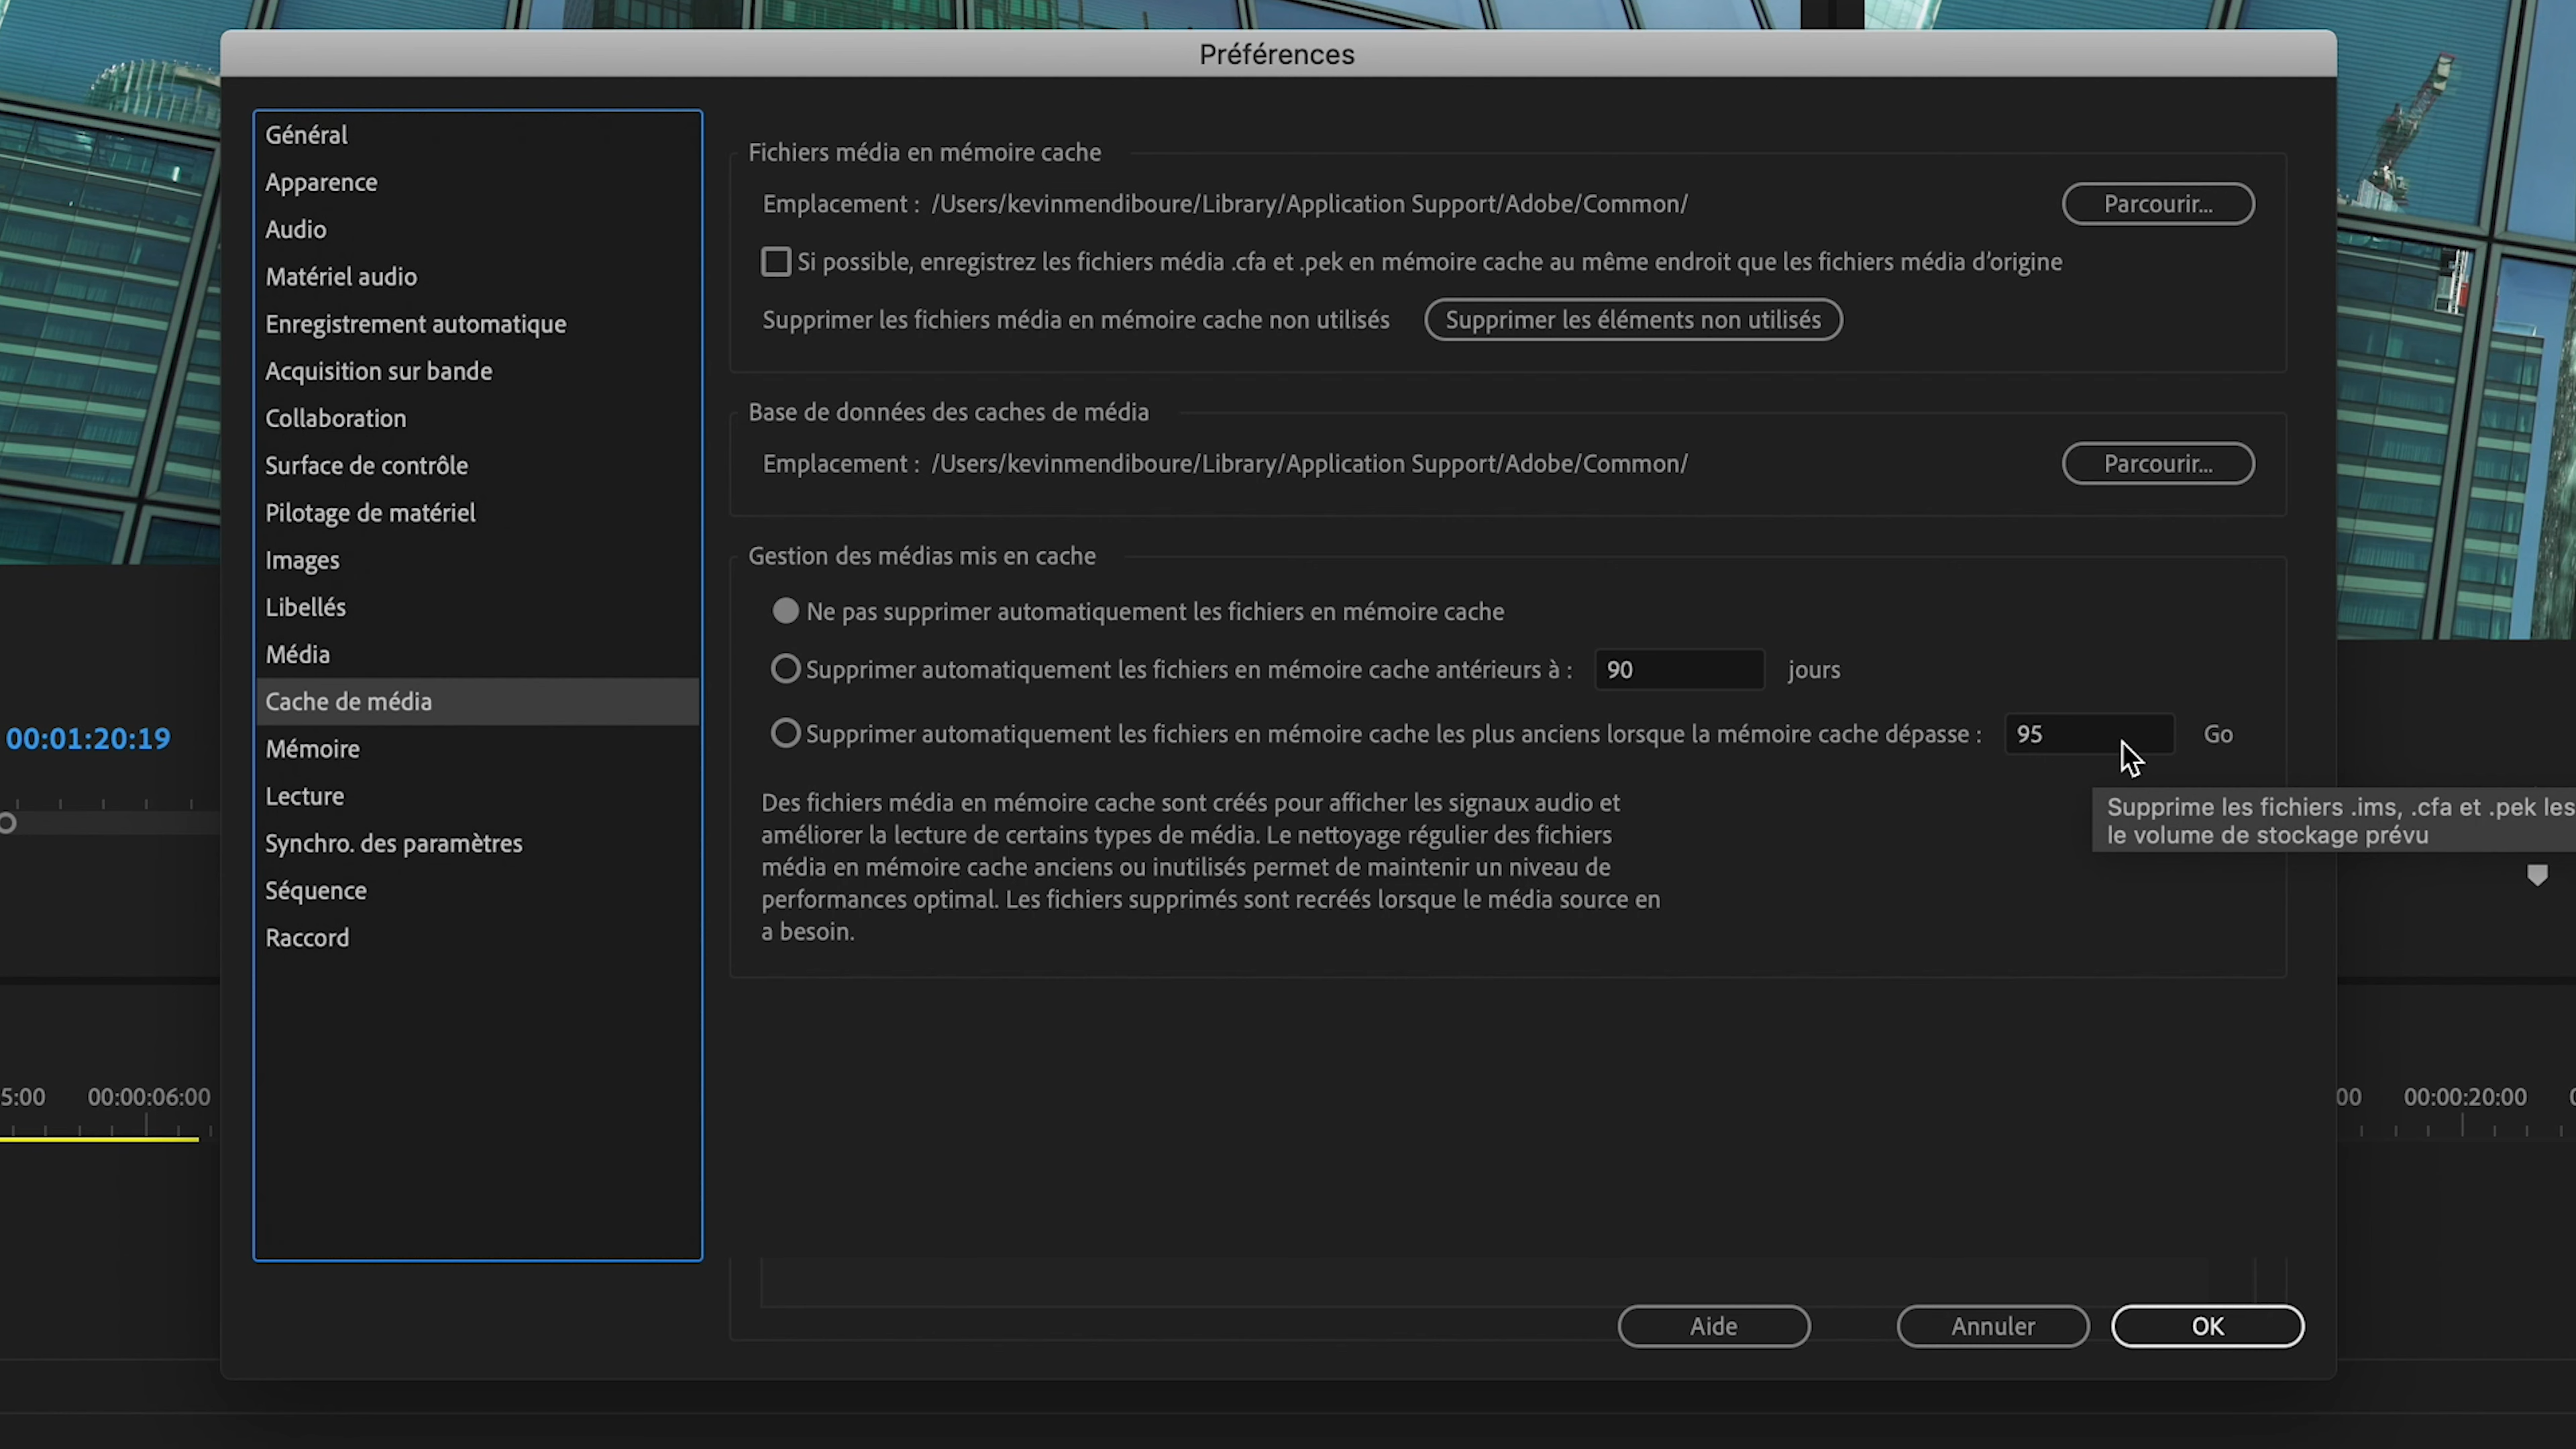 Préférences
Général
Apparence
Audio
Matériel audio
Enregistrement automatique
Acquisition sur bande
Collaboration
Surface de contrôle
Pilotage de matériel
Images
Libellés
Média
Cache de média
Mémoire
Lecture
Synchro. des paramètres
Séquence
Raccord
Fichiers média en mémoire cache
Emplacement : /Users/kevinmendiboure/Library/Application Support/Adobe/Common/ Parcourir...
Si possible, enregistrez les fichiers média .cfa et .pek en mémoire cache au même endroit que les fichiers média d'origine
Supprimer les fichiers média en mémoire cache non utilisés Supprimer les éléments non utilisés
Base de données des caches de média
Emplacement : /Users/kevinmendiboure/Library/Application Support/Adobe/Common/ Parcourir...
Gestion des médias mis en cache
Ne pas supprimer automatiquement les fichiers en mémoire cache
Supprimer automatiquement les fichiers en mémoire cache antérieurs à : 90 jours
Supprimer automatiquement les fichiers en mémoire cache les plus anciens lorsque la mémoire cache dépasse : 95 Go
Des fichiers média en mémoire cache sont créés pour afficher les signaux audio et
améliorer la lecture de certains types de média. Le nettoyage régulier des fichiers
média en mémoire cache anciens ou inutilisés permet de maintenir un niveau de
performances optimal. Les fichiers supprimés sont recréés lorsque le média source en
a besoin.
Supprime les fichiers .ims, .cfa et .pek les
le volume de stockage prévu
Aide Annuler OK
00:01:20:19
5:00 00:00:06:00
00 00:00:20:00